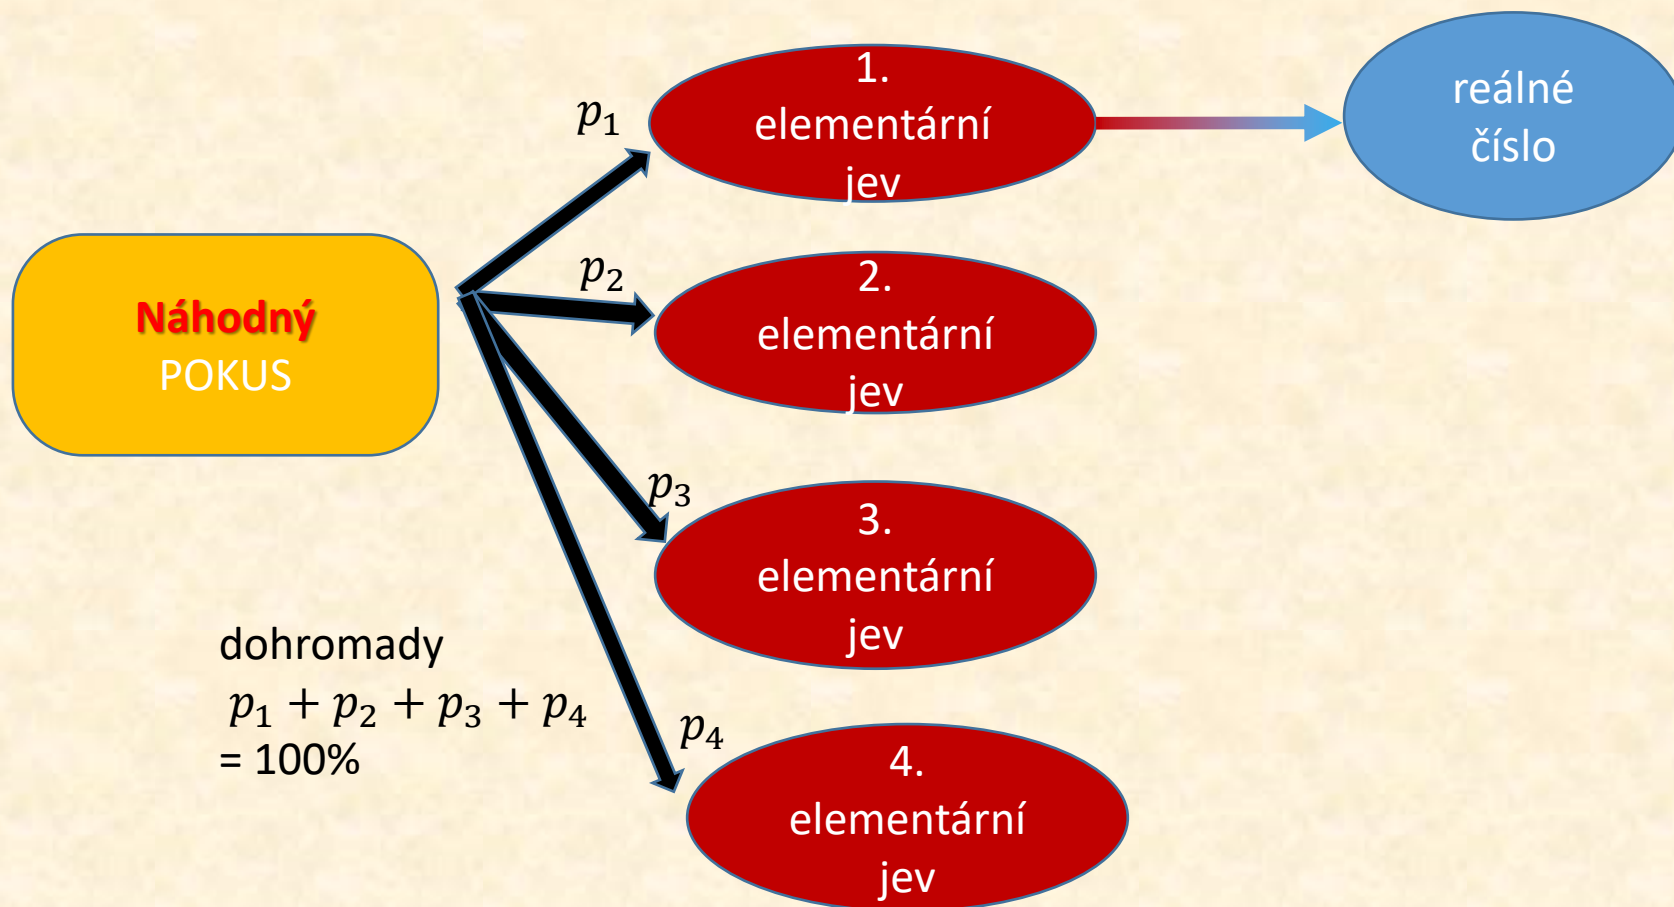 1.
elementární
jev
reálné
číslo
p₁
Náhodný
POKUS
p₂
2.
elementární
jev
p₃
3.
elementární
jev
dohromady
p₁ + p₂ + p₃ + p₄
= 100%
p₄
4.
elementární
jev